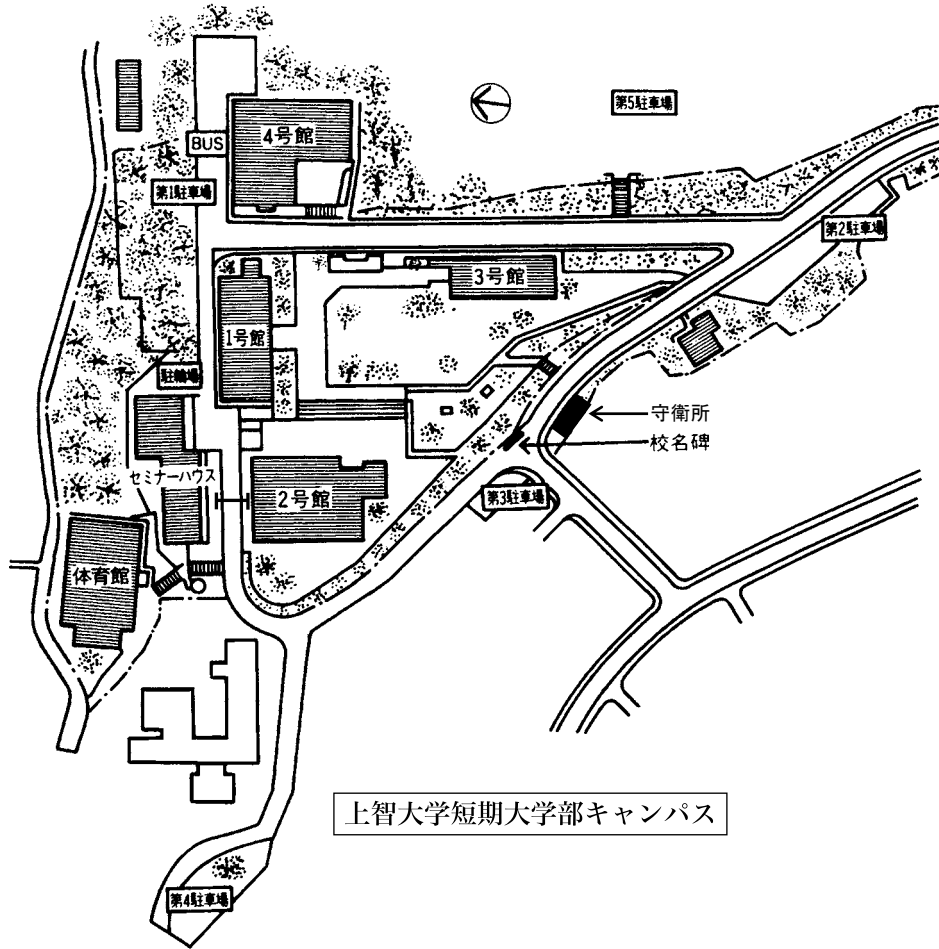 第5駐車場
4号館
BUS
第1駐車場
第2駐車場
3号館
1号館
駐輪場
守衛所
校名碑
セミナーハウス
2号館
第3駐車場
体育館
上智大学短期大学部キャンパス
第4駐車場